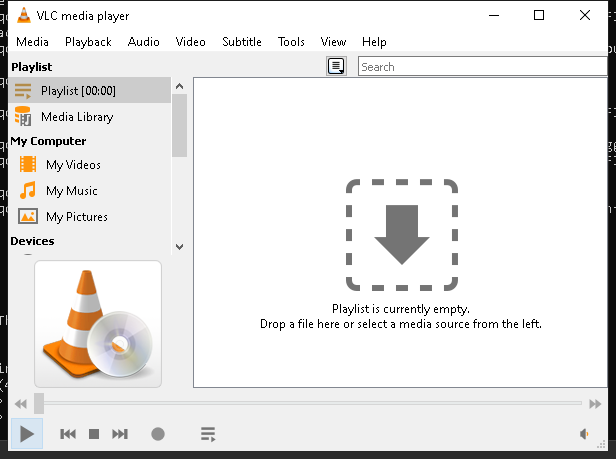 VLC media player
Media Playback Audio Video Subtitle Tools View Help
Playlist
Search
Playlist [00:00]
Media Library
My Computer
My Videos
My Music
My Pictures
Devices
Playlist is currently empty.
Drop a file here or select a media source from the left.